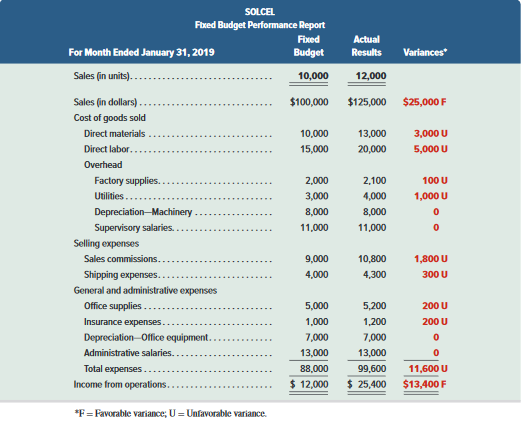 SOLCEL
Fixed Budget Performance Report
Fixed Actual
For Month Ended January 31, 2019 Budget Results Variances*
Sales (in units). . . . . . . . . . . . . . . . . . . . . . . . . . 10,000 12,000
Sales (in dollars) . . . . . . . . . . . . . . . . . . . . . . . . $100,000 $125,000 $25,000 F
Cost of goods sold
Direct materials . . . . . . . . . . . . . . . . . . . . . . 10,000 13,000 3,000 U
Direct labor. . . . . . . . . . . . . . . . . . . . . . . . . . 15,000 20,000 5,000 U
Overhead
Factory supplies. . . . . . . . . . . . . . . . . . . . 2,000 2,100 100 U
Utilities . . . . . . . . . . . . . . . . . . . . . . . . . . 3,000 4,000 1,000 U
Depreciation—Machinery . . . . . . . . . . . . . . 8,000 8,000 0
Supervisory salaries. . . . . . . . . . . . . . . . . . 11,000 11,000 0
Selling expenses
Sales commissions. . . . . . . . . . . . . . . . . . . . 9,000 10,800 1,800 U
Shipping expenses. . . . . . . . . . . . . . . . . . . . 4,000 4,300 300 U
General and administrative expenses
Office supplies . . . . . . . . . . . . . . . . . . . . . . . 5,000 5,200 200 U
Insurance expenses. . . . . . . . . . . . . . . . . . . 1,000 1,200 200 U
Depreciation—Office equipment. . . . . . . . . . . 7,000 7,000 0
Administrative salaries. . . . . . . . . . . . . . . . . 13,000 13,000 0
Total expenses . . . . . . . . . . . . . . . . . . . . . . . 88,000 99,600 11,600 U
Income from operations. . . . . . . . . . . . . . . . . . $ 12,000 $ 25,400 $13,400 F
*F = Favorable variance; U = Unfavorable variance.